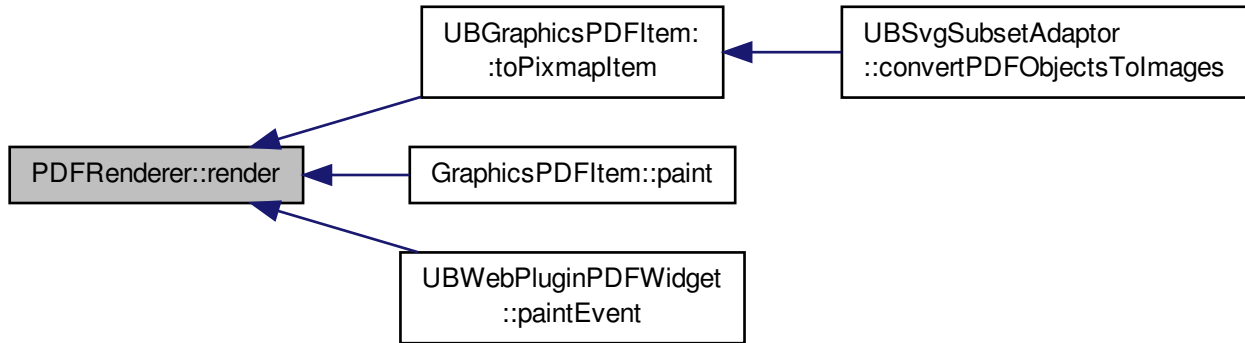 UBGraphicsPDFItem:
:toPixmapItem
UBSvgSubsetAdaptor
::convertPDFObjectsToImages
PDFRenderer::render
GraphicsPDFItem::paint
UBWebPluginPDFWidget
::paintEvent